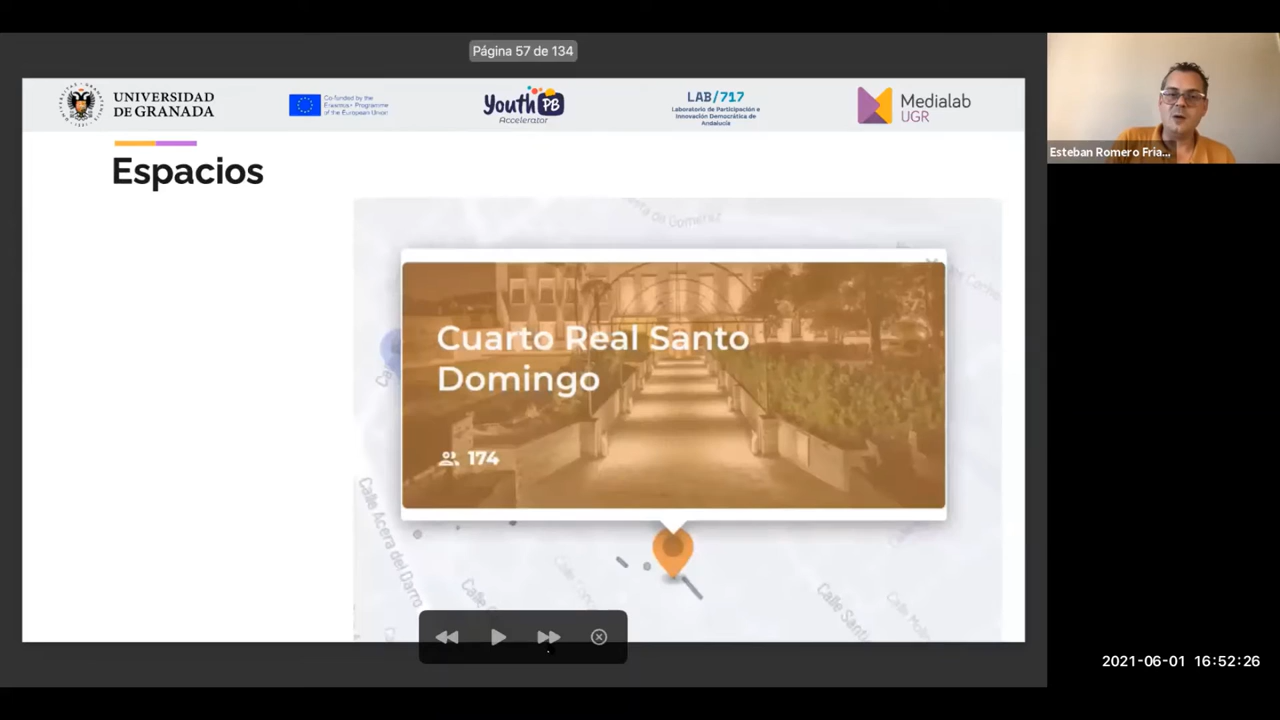 Página 57 de 134
UNIVERSIDAD
DE GRANADA
Co-funded by the
Erasmus+ Programme
of the European Union
Youth PB
Accelerator
LAB/717
Laboratorio de Participación e
Innovación Democrática de
Andalucía
Medialab
UGR
Esteban Romero Fria...
Espacios
Cuarto Real Santo
Domingo
174
Calle Acera del Darro
2021-06-01 16:52:26